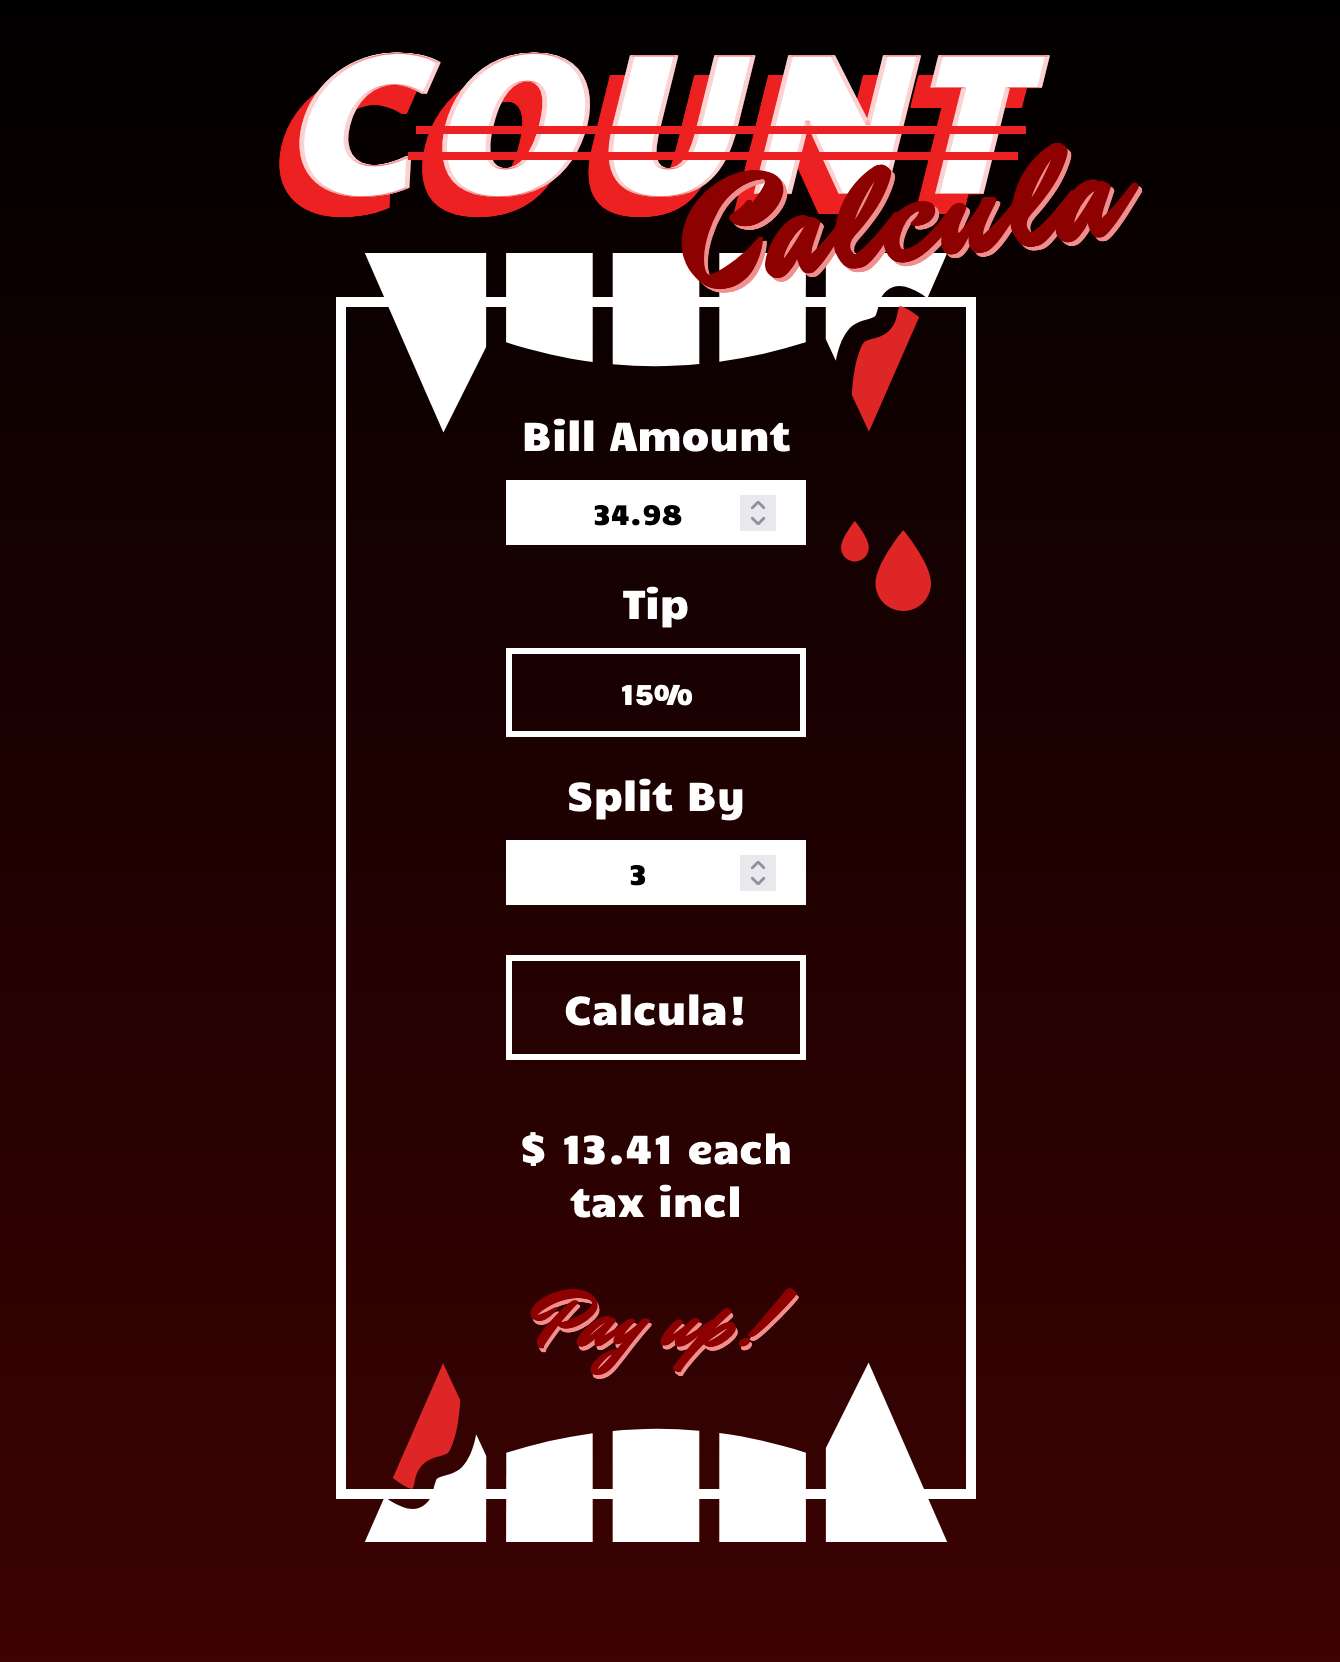 COUNT
Calcula
Bill Amount
34.98
Tip
15%
Split By
3
Calcula!
$ 13.41 each
tax incl
Pay up!